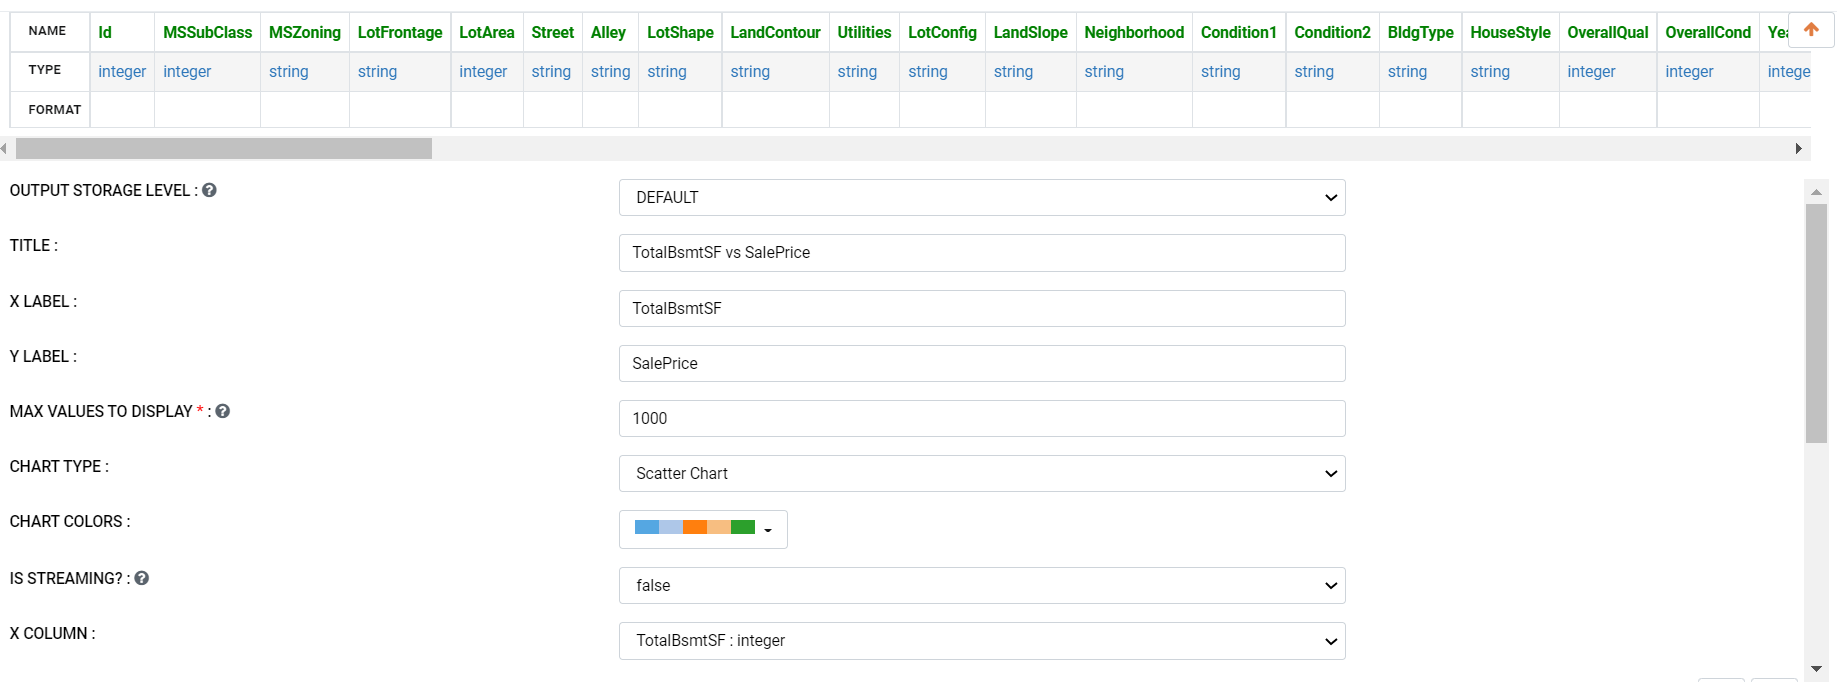 NAME Id MSSubClass MSZoning LotFrontage LotArea Street Alley LotShape LandContour Utilities LotConfig LandSlope Neighborhood Condition1 Condition2 BldgType HouseStyle OverallQual OverallCond Yea
TYPE integer integer string string integer string string string string string string string string string string string string integer integer intege
FORMAT
OUTPUT STORAGE LEVEL : ? DEFAULT
TITLE : TotalBsmtSF vs SalePrice
X LABEL : TotalBsmtSF
Y LABEL : SalePrice
MAX VALUES TO DISPLAY * : ? 1000
CHART TYPE : Scatter Chart
CHART COLORS :
IS STREAMING? : ? false
X COLUMN : TotalBsmtSF : integer